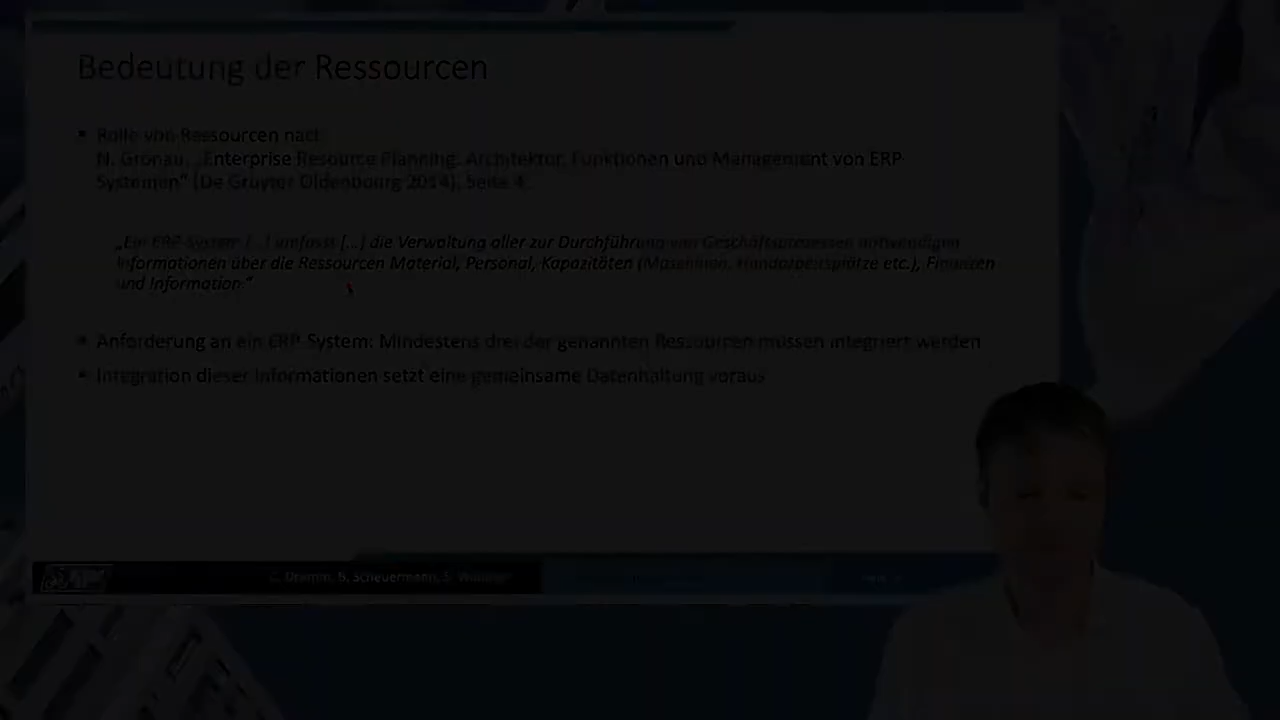 Bedeutung der Ressourcen
Rolle von Ressourcen nach
N. Gronau, „Enterprise Resource Planning: Architektur, Funktionen und Management von ERP-
Systemen“ (De Gruyter Oldenbourg 2014), Seite 4:
„Ein ERP-System [...] umfasst [...] die Verwaltung aller zur Durchführung von Geschäftsprozessen notwendigen
Informationen über die Ressourcen Material, Personal, Kapazitäten (Maschinen, Handarbeitsplätze etc.), Finanzen
und Information“
Anforderung an ein ERP-System: Mindestens drei der genannten Ressourcen müssen integriert werden
Integration dieser Informationen setzt eine gemeinsame Datenhaltung voraus
B. Scheuermann, S.